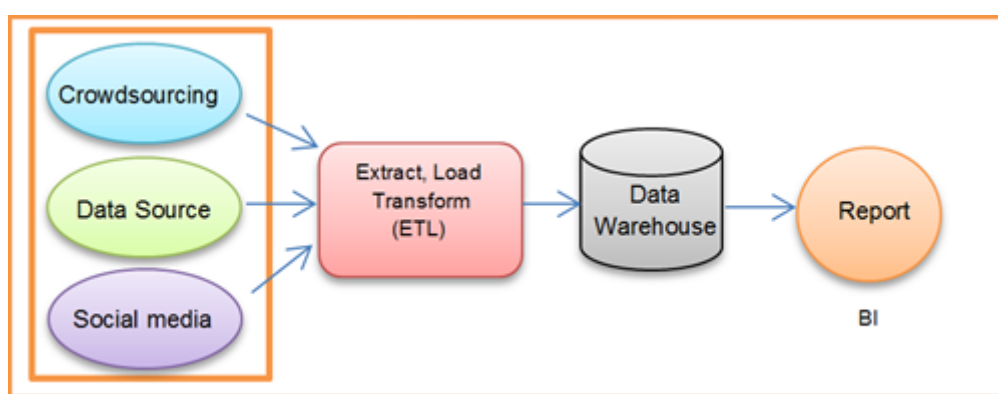 Crowdsourcing
Data Source
Social media
Extract, Load
Transform
(ETL)
Data
Warehouse
Report
BI